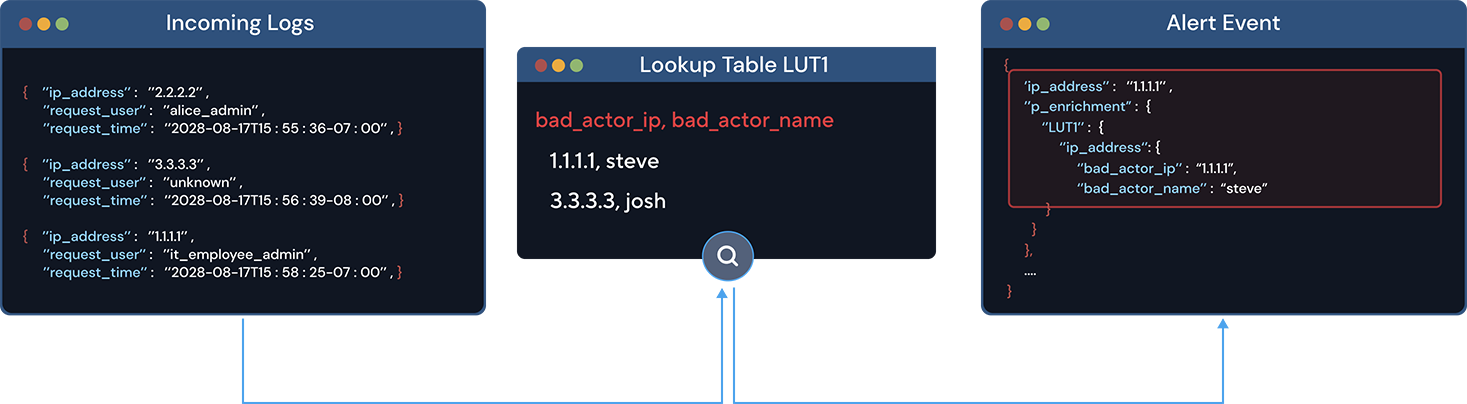 Incoming Logs
{ "ip_address" : "2.2.2.2" ,
"request_user" : "alice_admin" ,
"request_time" : "2028-08-17T15 : 55 : 36-07 : 00" , }
{ "ip_address" : "3.3.3.3" ,
"request_user" : "unknown" ,
"request_time" : "2028-08-17T15 : 56 : 39-08 : 00" , }
{ "ip_address" : "1.1.1.1" ,
"request_user" : "it_employee_admin" ,
"request_time" : "2028-08-17T15 : 58 : 25-07 : 00" , }
Lookup Table LUT1
bad_actor_ip, bad_actor_name
1.1.1.1, steve
3.3.3.3, josh
Alert Event
{
'ip_address" : "1.1.1.1" ,
"p_enrichment" : {
"LUT1" : {
"ip_address" : {
"bad_actor_ip" : "1.1.1.1",
"bad_actor_name" : "steve"
}
}
},
....
}